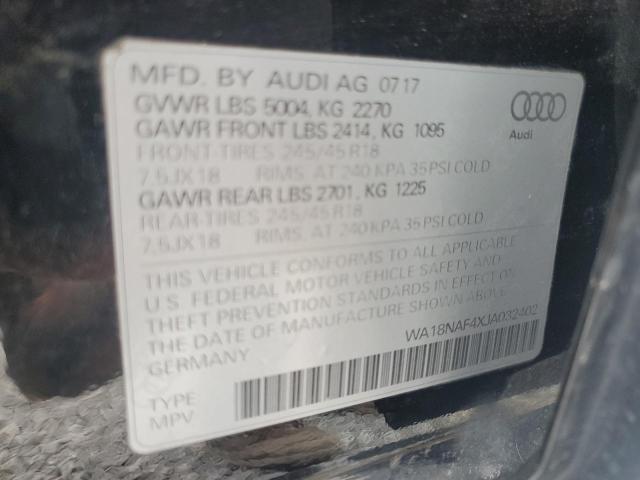 MFD. BY AUDI AG 0717
GVWR LBS 5004, KG 2270
GAWR FRONT LBS 2414, KG 1095
FRONT-TIRES 245/45 R18
7,5JX18 RIMS, AT 240 KPA 35 PSI COLD
GAWR REAR LBS 2701, KG 1225
REAR-TIRES 245/45 R18
7,5JX18 RIMS, AT 240 KPA 35 PSI COLD
Audi
THIS VEHICLE CONFORMS TO ALL APPLICABLE
U.S. FEDERAL MOTOR VEHICLE SAFETY AND
THEFT PREVENTION STANDARDS IN EFFECT ON
THE DATE OF MANUFACTURE SHOWN ABOVE.
GERMANY
WA18NAF4XJA032402
TYPE
MPV